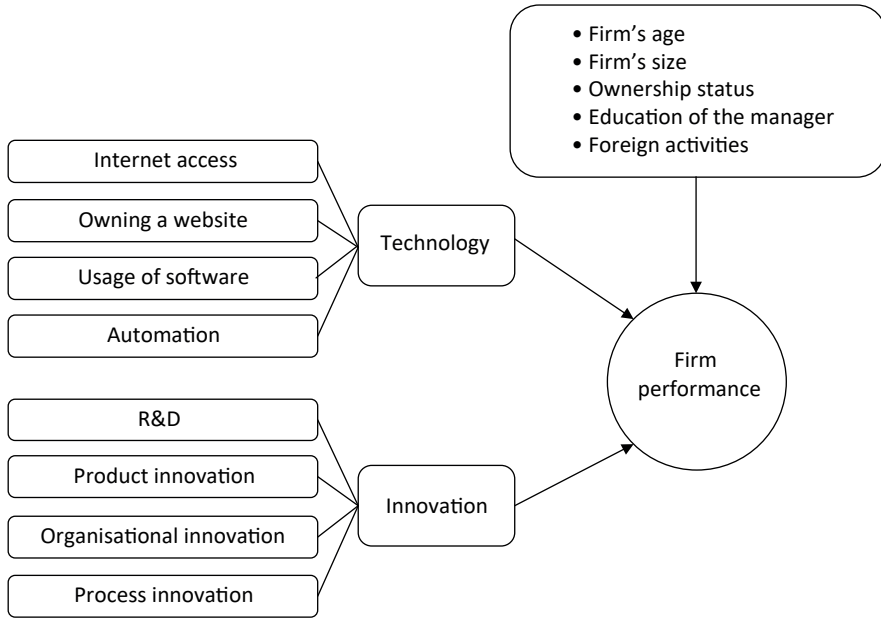 • Firm's age
• Firm's size
• Ownership status
• Education of the manager
• Foreign activities
Internet access
Owning a website
Usage of software
Automation
Technology
R&D
Product innovation
Organisational innovation
Process innovation
Innovation
Firm
performance